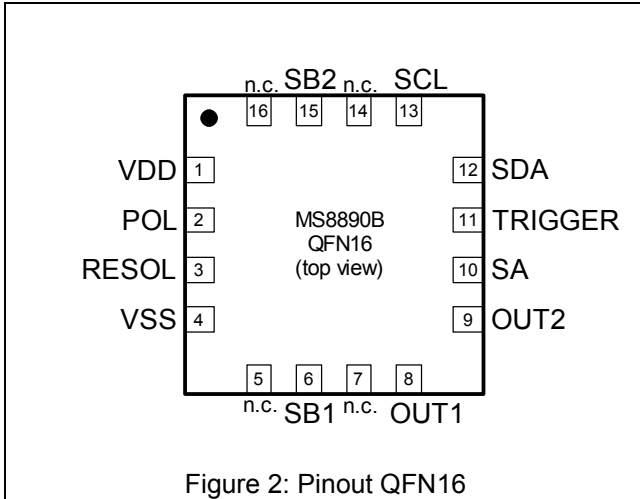 n.c. SB2 n.c. SCL
16 15 14 13
VDD 1 12 SDA
POL 2 MS8890B 11 TRIGGER
QFN16
RESOL 3 (top view) 10 SA
VSS 4 9 OUT2
5 6 7 8
n.c. SB1 n.c. OUT1
Figure 2: Pinout QFN16